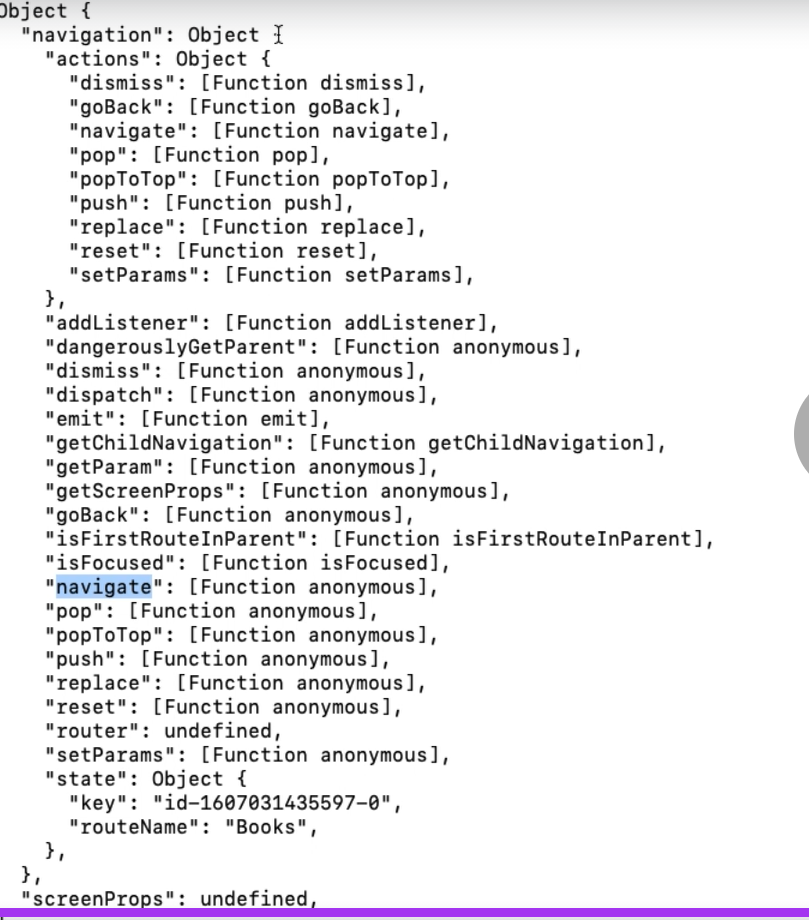 Object {
"navigation": Object {
"actions": Object {
"dismiss": [Function dismiss],
"goBack": [Function goBack],
"navigate": [Function navigate],
"pop": [Function pop],
"popToTop": [Function popToTop],
"push": [Function push],
"replace": [Function replace],
"reset": [Function reset],
"setParams": [Function setParams],
},
"addListener": [Function addListener],
"dangerouslyGetParent": [Function anonymous],
"dismiss": [Function anonymous],
"dispatch": [Function anonymous],
"emit": [Function emit],
"getChildNavigation": [Function getChildNavigation],
"getParam": [Function anonymous],
"getScreenProps": [Function anonymous],
"goBack": [Function anonymous],
"isFirstRouteInParent": [Function isFirstRouteInParent],
"isFocused": [Function isFocused],
"navigate": [Function anonymous],
"pop": [Function anonymous],
"popToTop": [Function anonymous],
"push": [Function anonymous],
"replace": [Function anonymous],
"reset": [Function anonymous],
"router": undefined,
"setParams": [Function anonymous],
"state": Object {
"key": "id-1607031435597-0",
"routeName": "Books",
},
},
"screenProps": undefined,